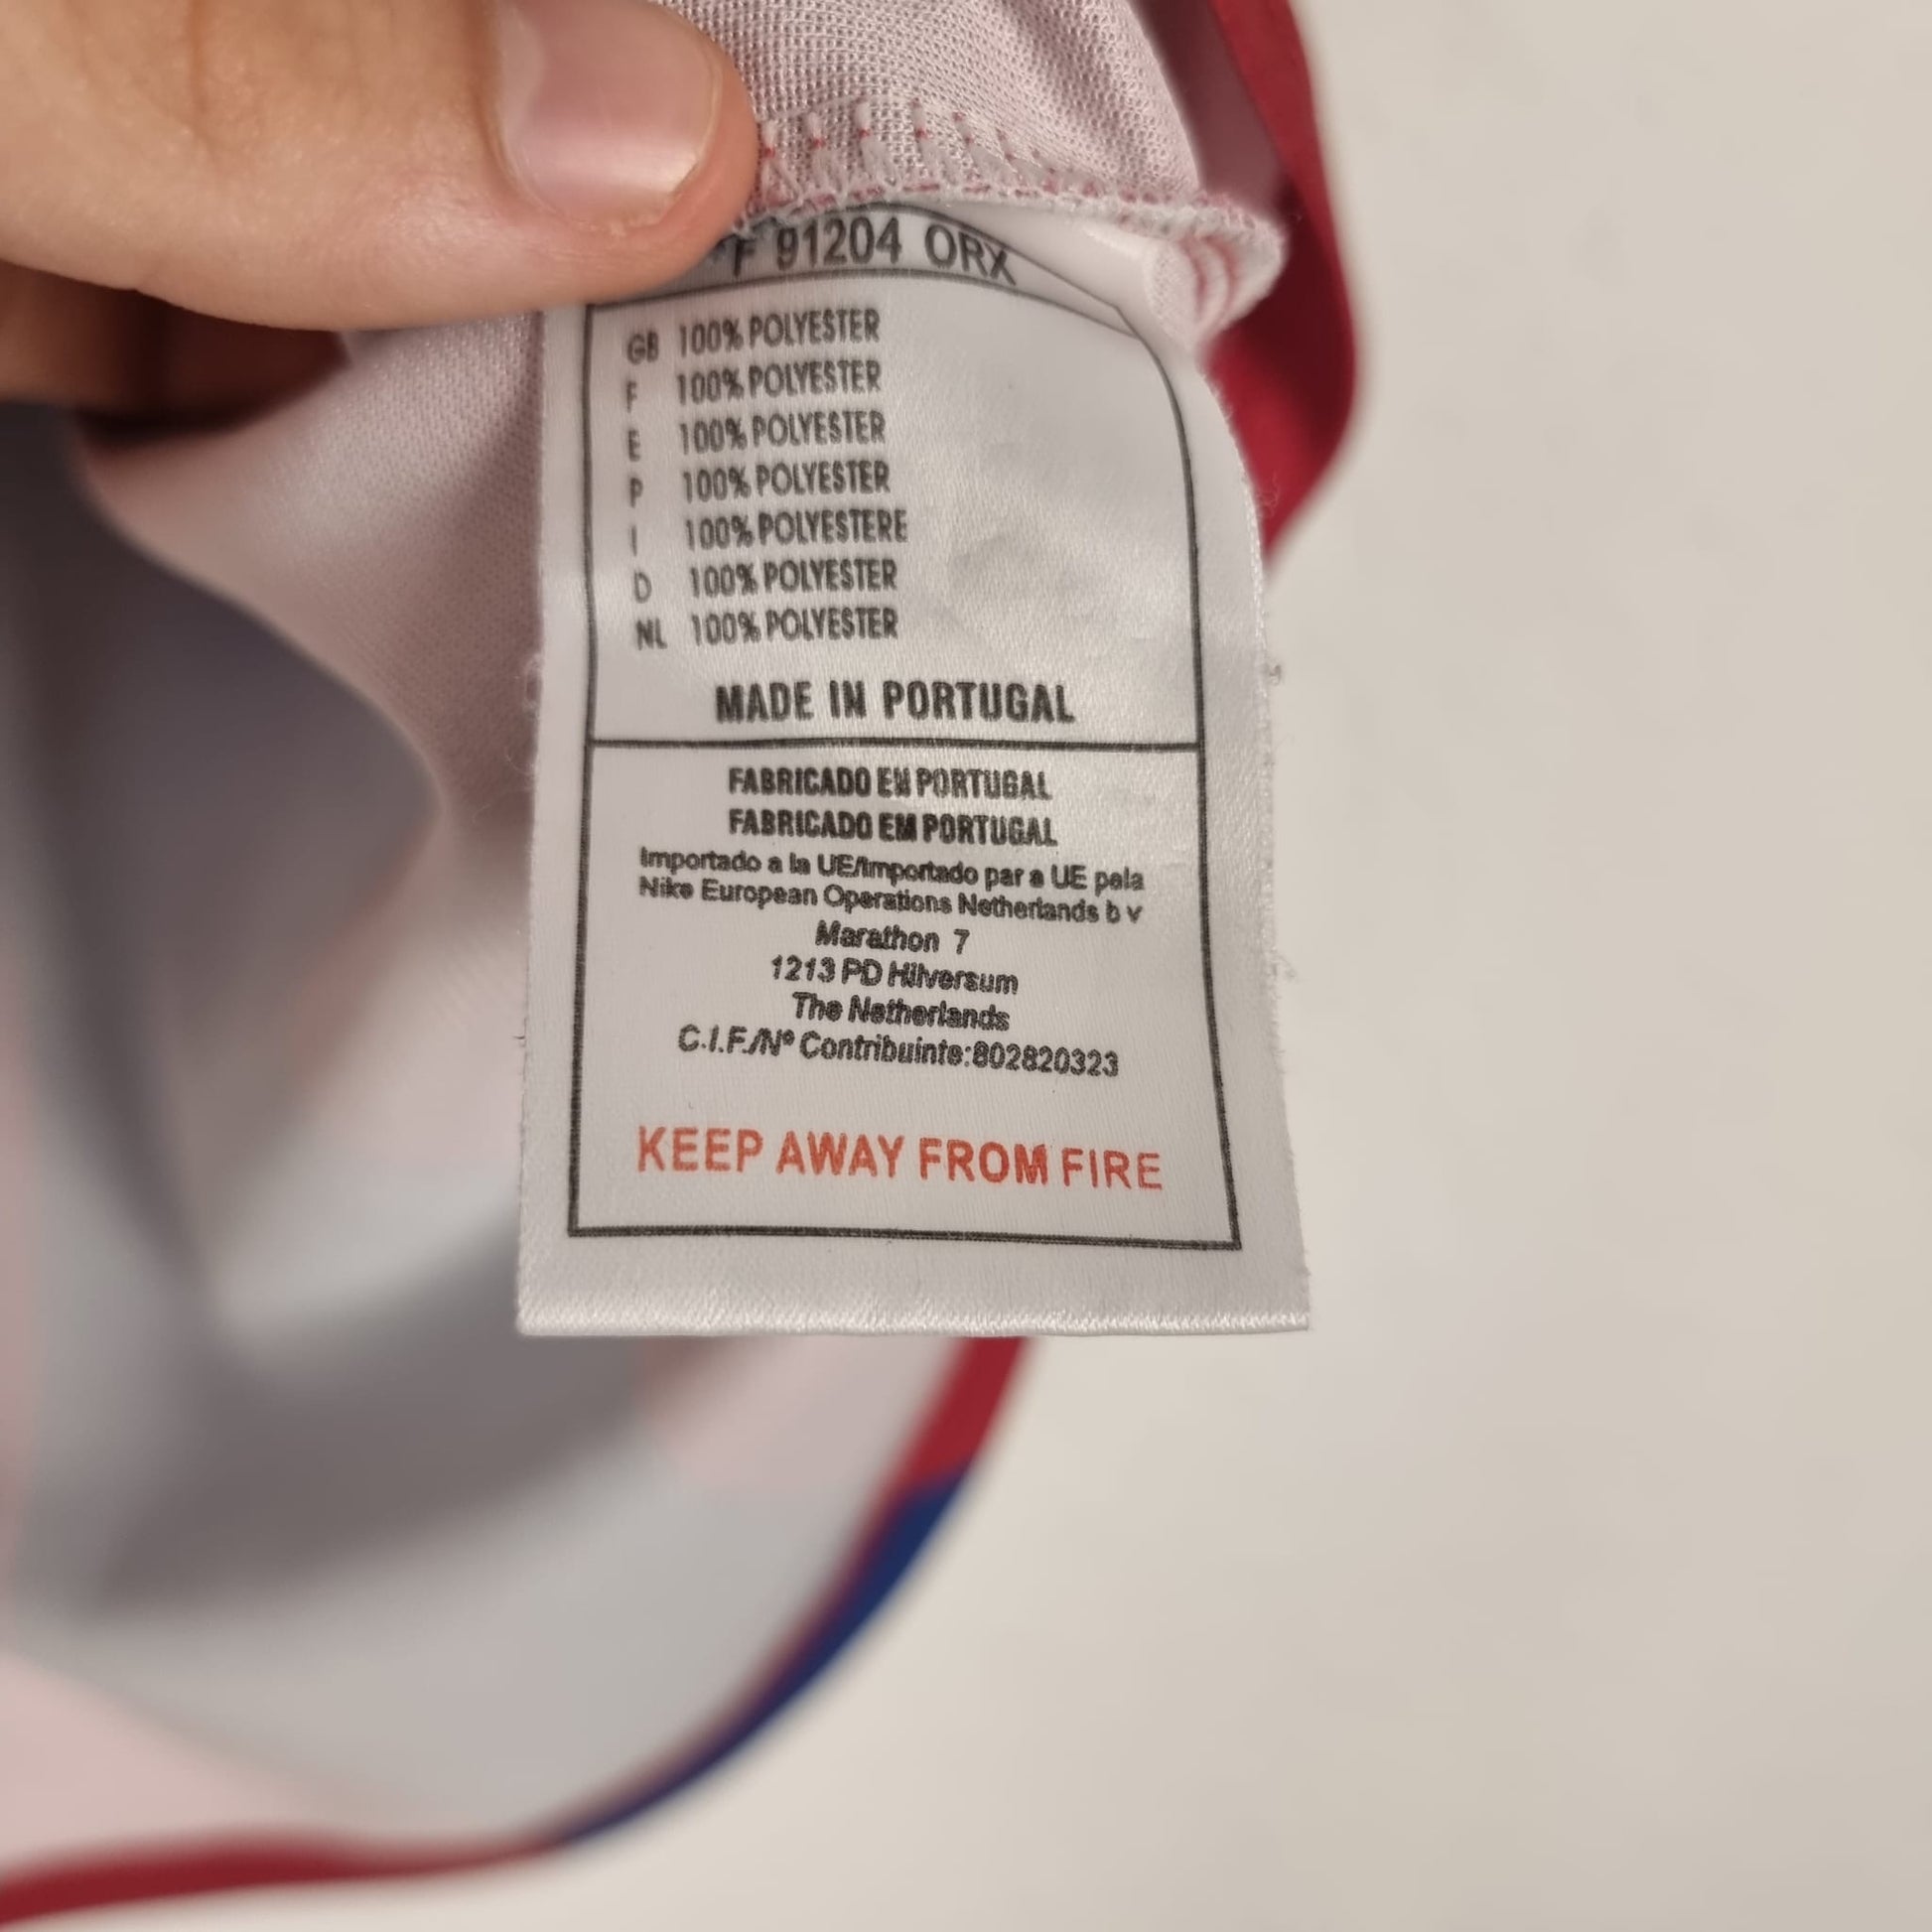 *F 91204 ORX
GB 100% POLYESTER
F 100% POLYESTER
E 100% POLYESTER
P 100% POLYESTER
I 100% POLYESTERE
D 100% POLYESTER
NL 100% POLYESTER
MADE IN PORTUGAL
FABRICADO EN PORTUGAL
FABRICADO EM PORTUGAL
Importado a la UE/Importado par a UE pela
Nike European Operations Netherlands b v
Marathon 7
1213 PD Hilversum
The Netherlands
C.I.F./Nº Contribuinte:802820323
KEEP AWAY FROM FIRE